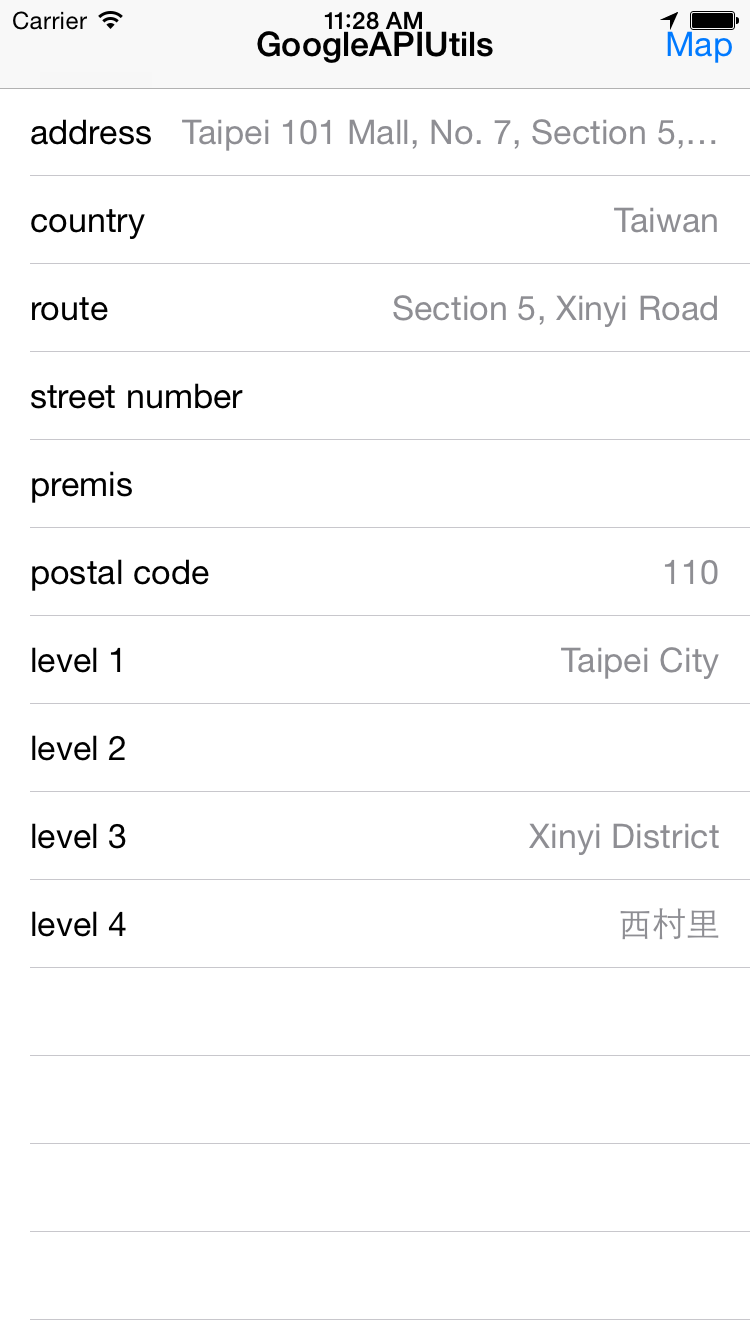 Carrier 11:28 AM
GoogleAPIUtils Map
address Taipei 101 Mall, No. 7, Section 5,…
country Taiwan
route Section 5, Xinyi Road
street number
premis
postal code 110
level 1 Taipei City
level 2
level 3 Xinyi District
level 4 西村里